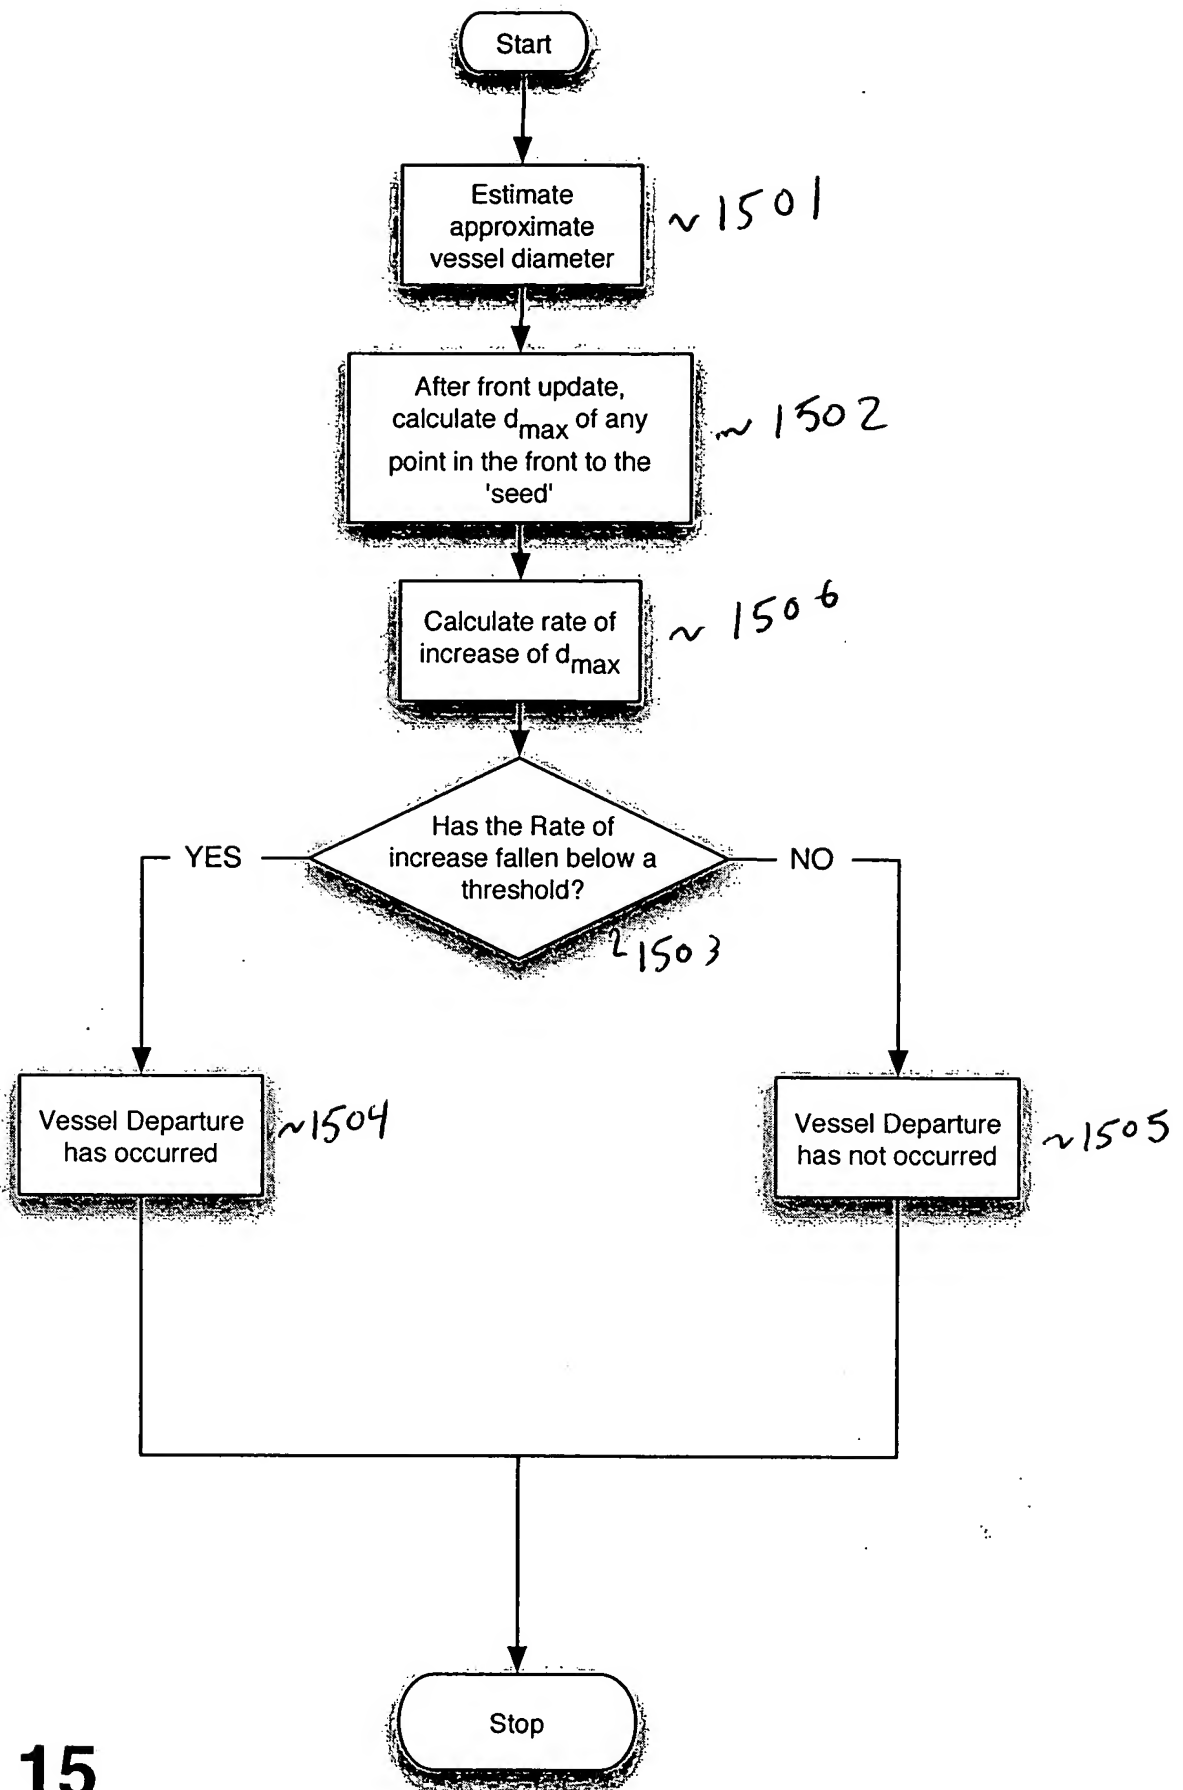 Start
Estimate
approximate
vessel diameter
~1501
After front update,
calculate dmax of any
point in the front to the
'seed'
~1502
Calculate rate of
increase of dmax
~1506
Has the Rate of
increase fallen below a
threshold?
YES
NO
1503
Vessel Departure
has occurred
~1504
Vessel Departure
has not occurred
~1505
Stop
15